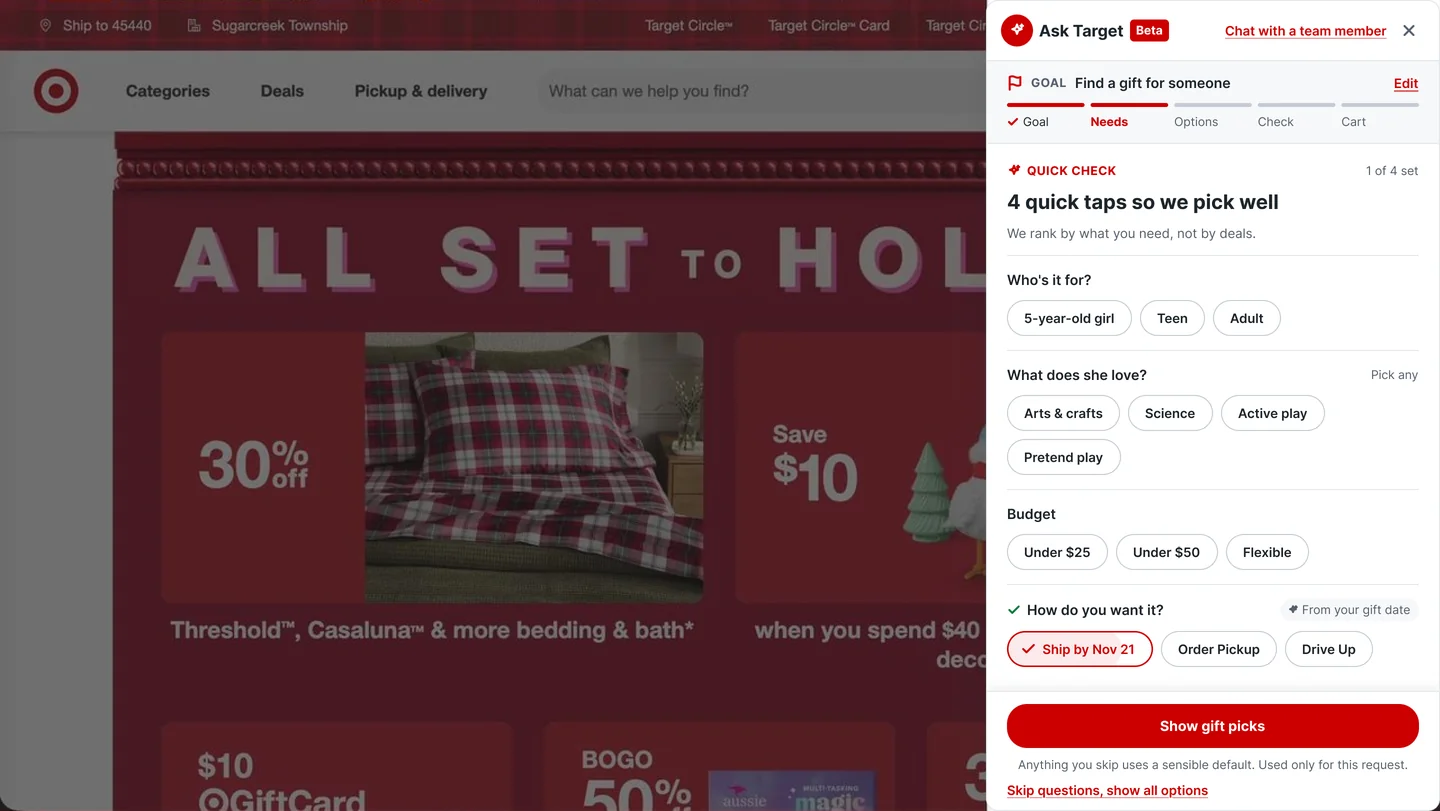 Ship to 45440
Sugarcreek Township
Target Circle™
Target Circle™ Card
Target Cir
Categories
Deals
Pickup & delivery
What can we help you find?
ALL SET TO HOL
30% off
Save $10
Threshold™, Casaluna™ & more bedding & bath*
when you spend $40
deco
$10
GiftCard
BOGO
50%
aussie
MULTI TASKING
magic
3
Ask Target
Beta
Chat with a team member
GOAL Find a gift for someone
Edit
Goal
Needs
Options
Check
Cart
QUICK CHECK
1 of 4 set
4 quick taps so we pick well
We rank by what you need, not by deals.
Who's it for?
5-year-old girl
Teen
Adult
What does she love?
Pick any
Arts & crafts
Science
Active play
Pretend play
Budget
Under $25
Under $50
Flexible
How do you want it?
From your gift date
Ship by Nov 21
Order Pickup
Drive Up
Show gift picks
Anything you skip uses a sensible default. Used only for this request.
Skip questions, show all options